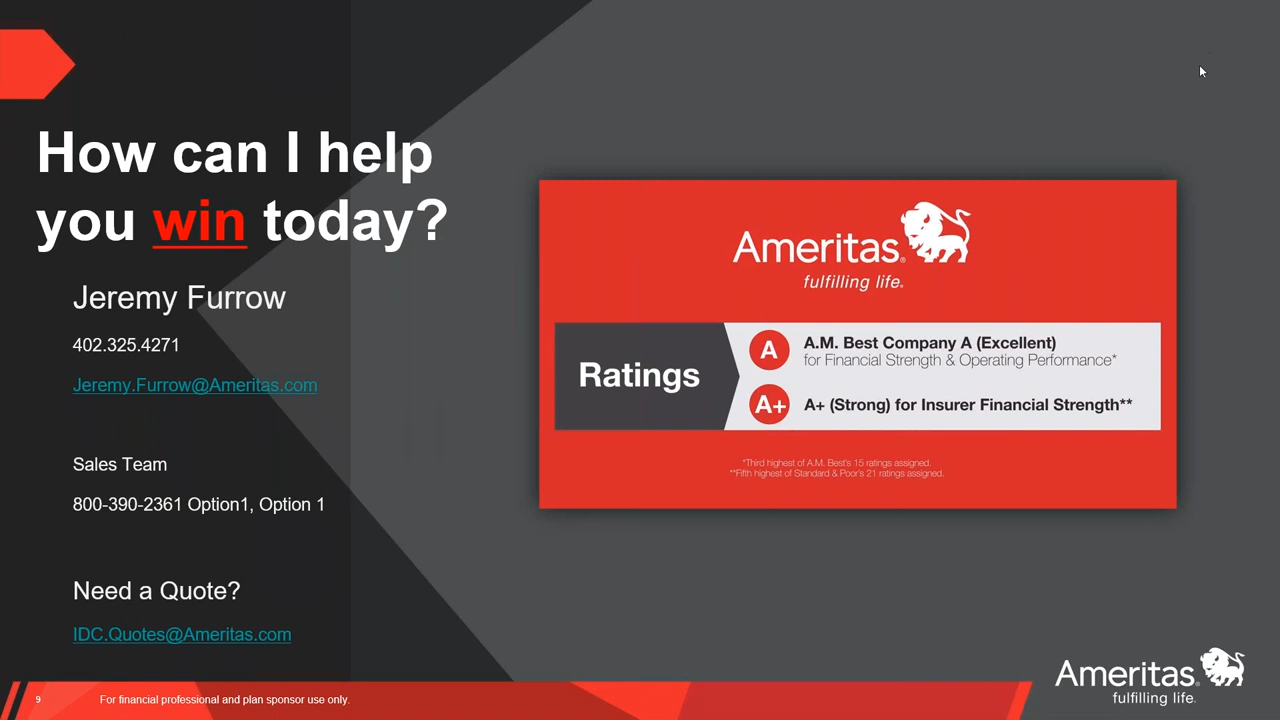 How can I help
you win today?
Jeremy Furrow
402.325.4271
Jeremy.Furrow@Ameritas.com
Sales Team
800-390-2361 Option1, Option 1
Need a Quote?
IDC.Quotes@Ameritas.com
Ameritas®
fulfilling life®
Ratings
A
A.M. Best Company A (Excellent)
for Financial Strength & Operating Performance*
A+
A+ (Strong) for Insurer Financial Strength**
*Third highest of A.M. Best's 15 ratings assigned.
**Fifth highest of Standard & Poor's 21 ratings assigned.
9
For financial professional and plan sponsor use only.
Ameritas®
fulfilling life®